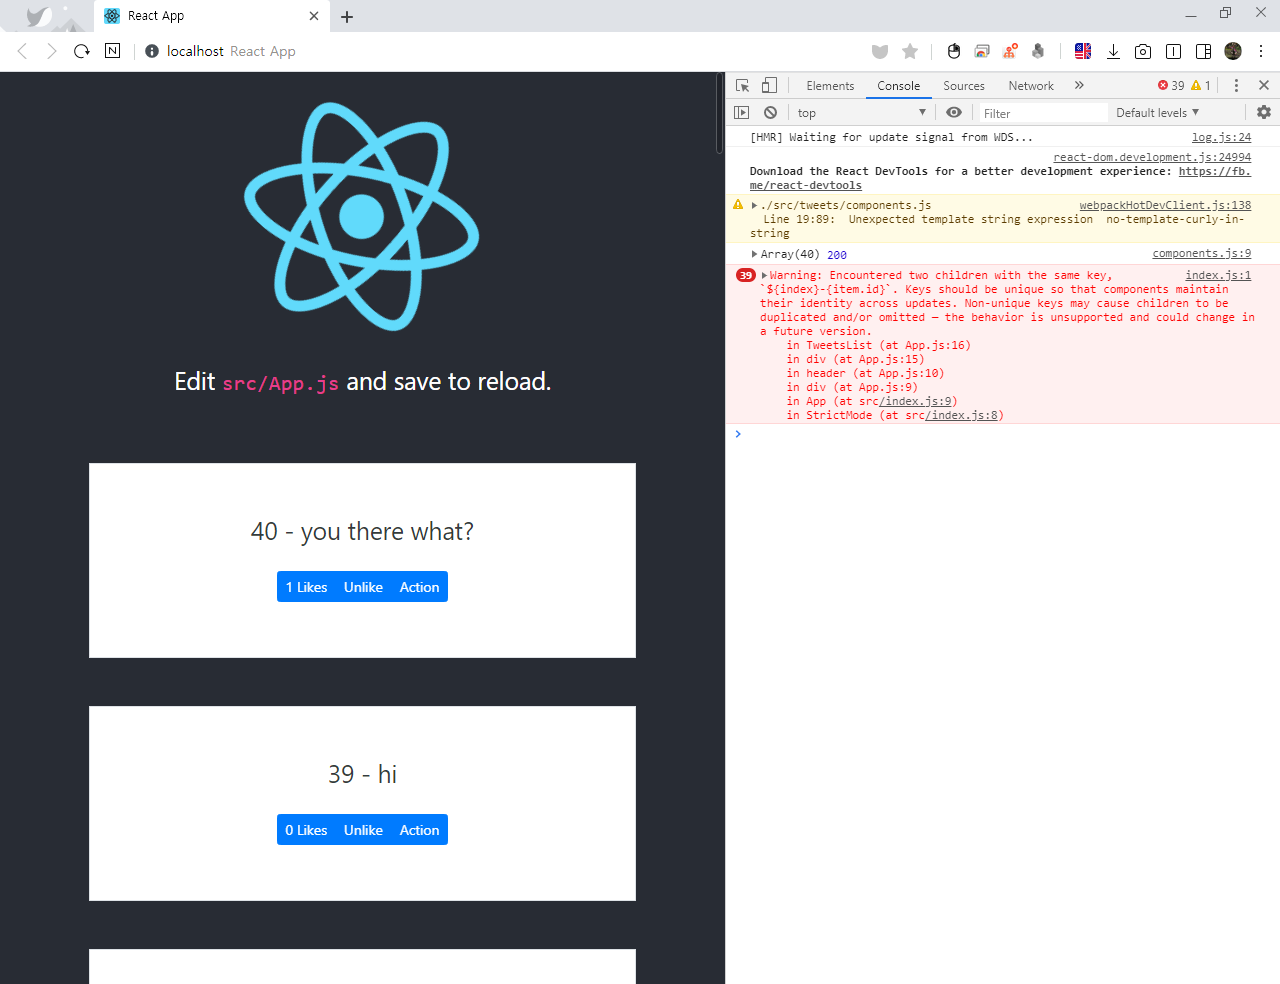 React App
localhost React App
Edit src/App.js and save to reload.
40 - you there what?
1 Likes Unlike Action
39 - hi
0 Likes Unlike Action
Elements Console Sources Network 39 1
top Filter Default levels
[HMR] Waiting for update signal from WDS... log.js:24
react-dom.development.js:24994
Download the React DevTools for a better development experience: https://fb.
me/react-devtools
./src/tweets/components.js webpackHotDevClient.js:138
Line 19:89: Unexpected template string expression no-template-curly-in-
string
Array(40) 200 components.js:9
39 Warning: Encountered two children with the same key, index.js:1
`${index}-{item.id}`. Keys should be unique so that components maintain
their identity across updates. Non-unique keys may cause children to be
duplicated and/or omitted — the behavior is unsupported and could change in
a future version.
in TweetsList (at App.js:16)
in div (at App.js:15)
in header (at App.js:10)
in div (at App.js:9)
in App (at src/index.js:9)
in StrictMode (at src/index.js:8)